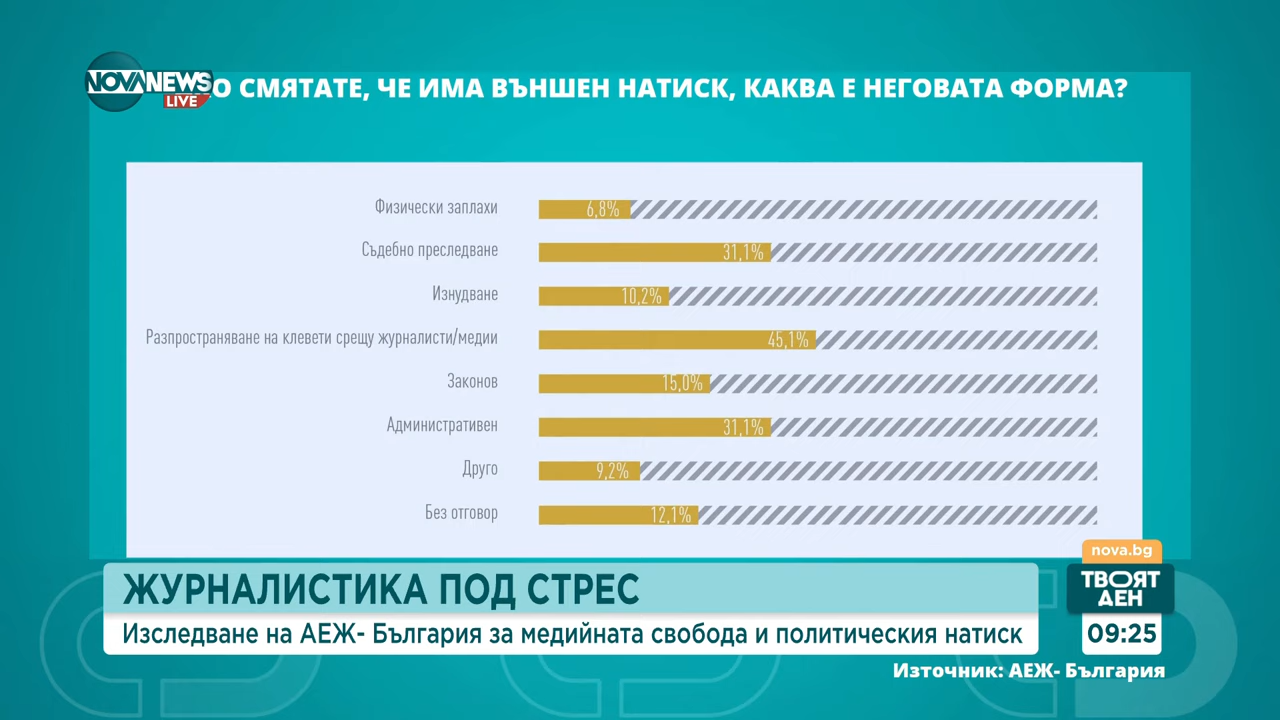 NOVANEWS
LIVE
О СМЯТАТЕ, ЧЕ ИМА ВЪНШЕН НАТИСК, КАКВА Е НЕГОВАТА ФОРМА?
Физически заплахи 6,8%
Съдебно преследване 31,1%
Изнудване 10,2%
Разпространяване на клевети срещу журналисти/медии 45,1%
Законов 15,0%
Административен 31,1%
Друго 9,2%
Без отговор 12,1%
nova.bg
ЖУРНАЛИСТИКА ПОД СТРЕС
ТВОЯТ
ДЕН
Изследване на АЕЖ- България за медийната свобода и политическия натиск
09:25
Източник: АЕЖ- България